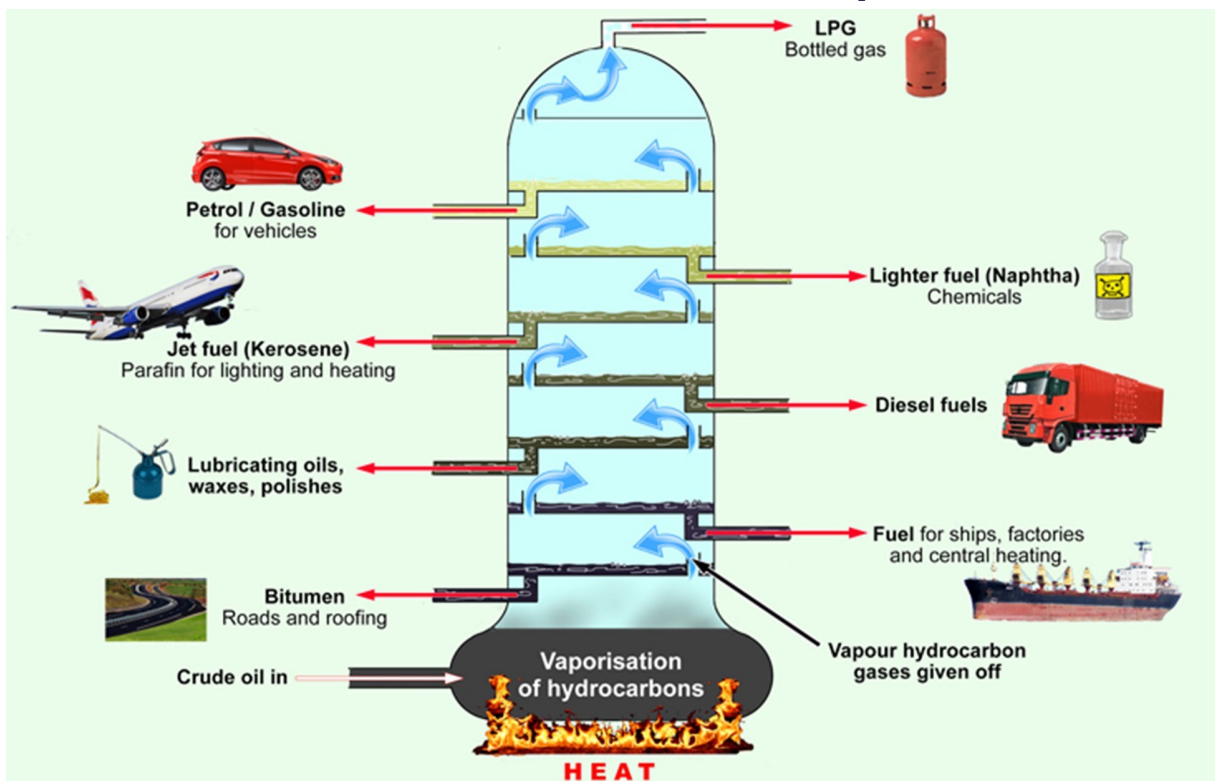 LPG
Bottled gas
Petrol / Gasoline
for vehicles
Lighter fuel (Naphtha)
Chemicals
Jet fuel (Kerosene)
Parafin for lighting and heating
Diesel fuels
Lubricating oils,
waxes, polishes
Fuel for ships, factories
and central heating.
Bitumen
Roads and roofing
Vapour hydrocarbon
gases given off
Crude oil in
Vaporisation
of hydrocarbons
HEAT